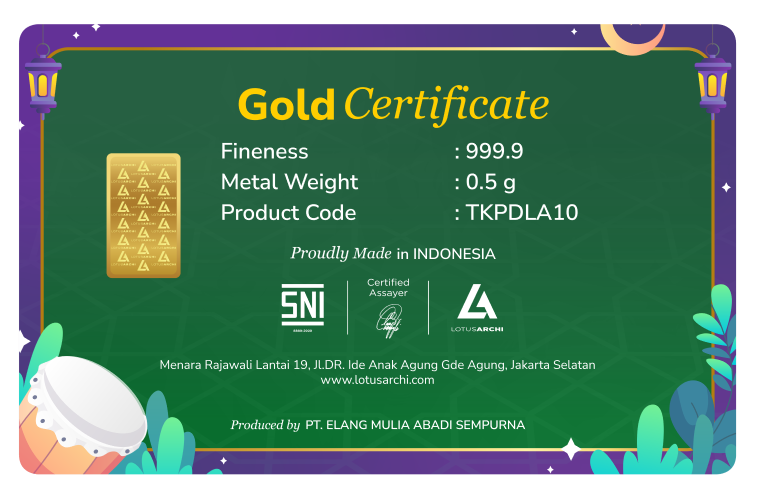 Gold Certificate
Fineness : 999.9
Metal Weight : 0.5 g
Product Code : TKPDLA10
Proudly Made in INDONESIA
SNI
Certified
Assayer
LOTUSARCHI
Menara Rajawali Lantai 19, Jl.DR. Ide Anak Agung Gde Agung, Jakarta Selatan
www.lotusarchi.com
Produced by PT. ELANG MULIA ABADI SEMPURNA